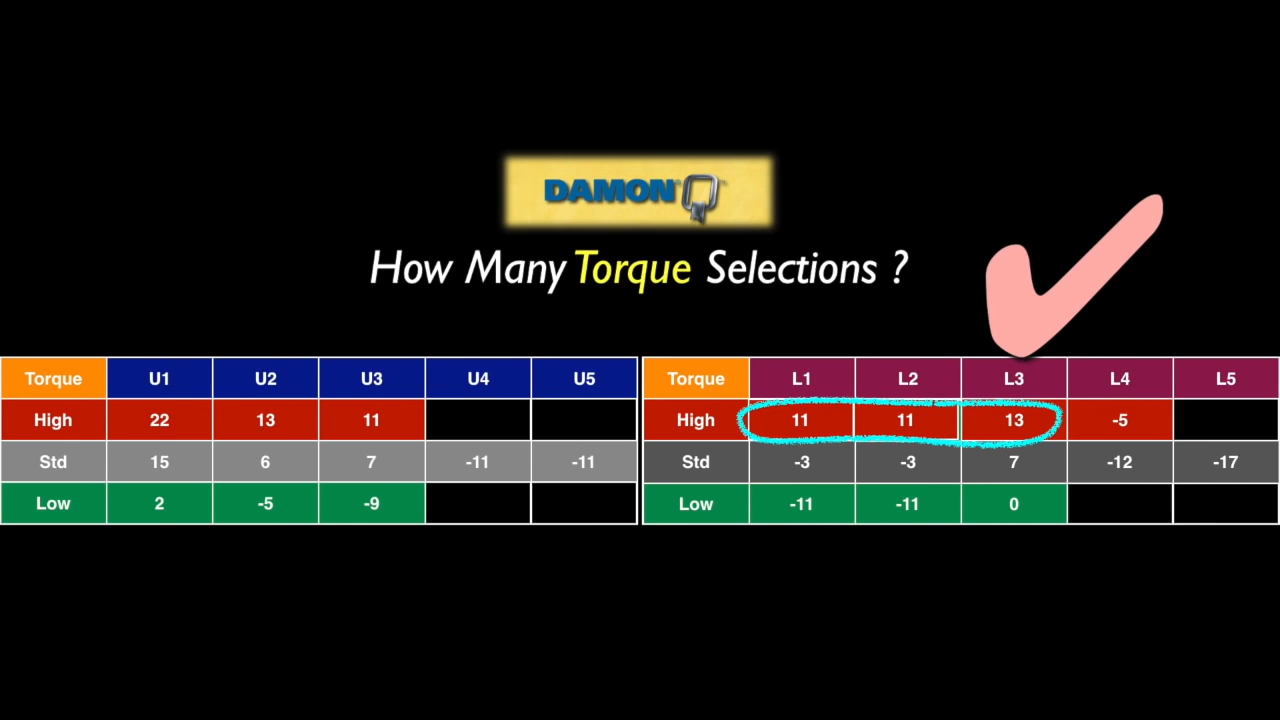 DAMON Q
How Many Torque Selections ?
Torque U1 U2 U3 U4 U5
High 22 13 11
Std 15 6 7 -11 -11
Low 2 -5 -9
Torque L1 L2 L3 L4 L5
High 11 11 13 -5
Std -3 -3 7 -12 -17
Low -11 -11 0